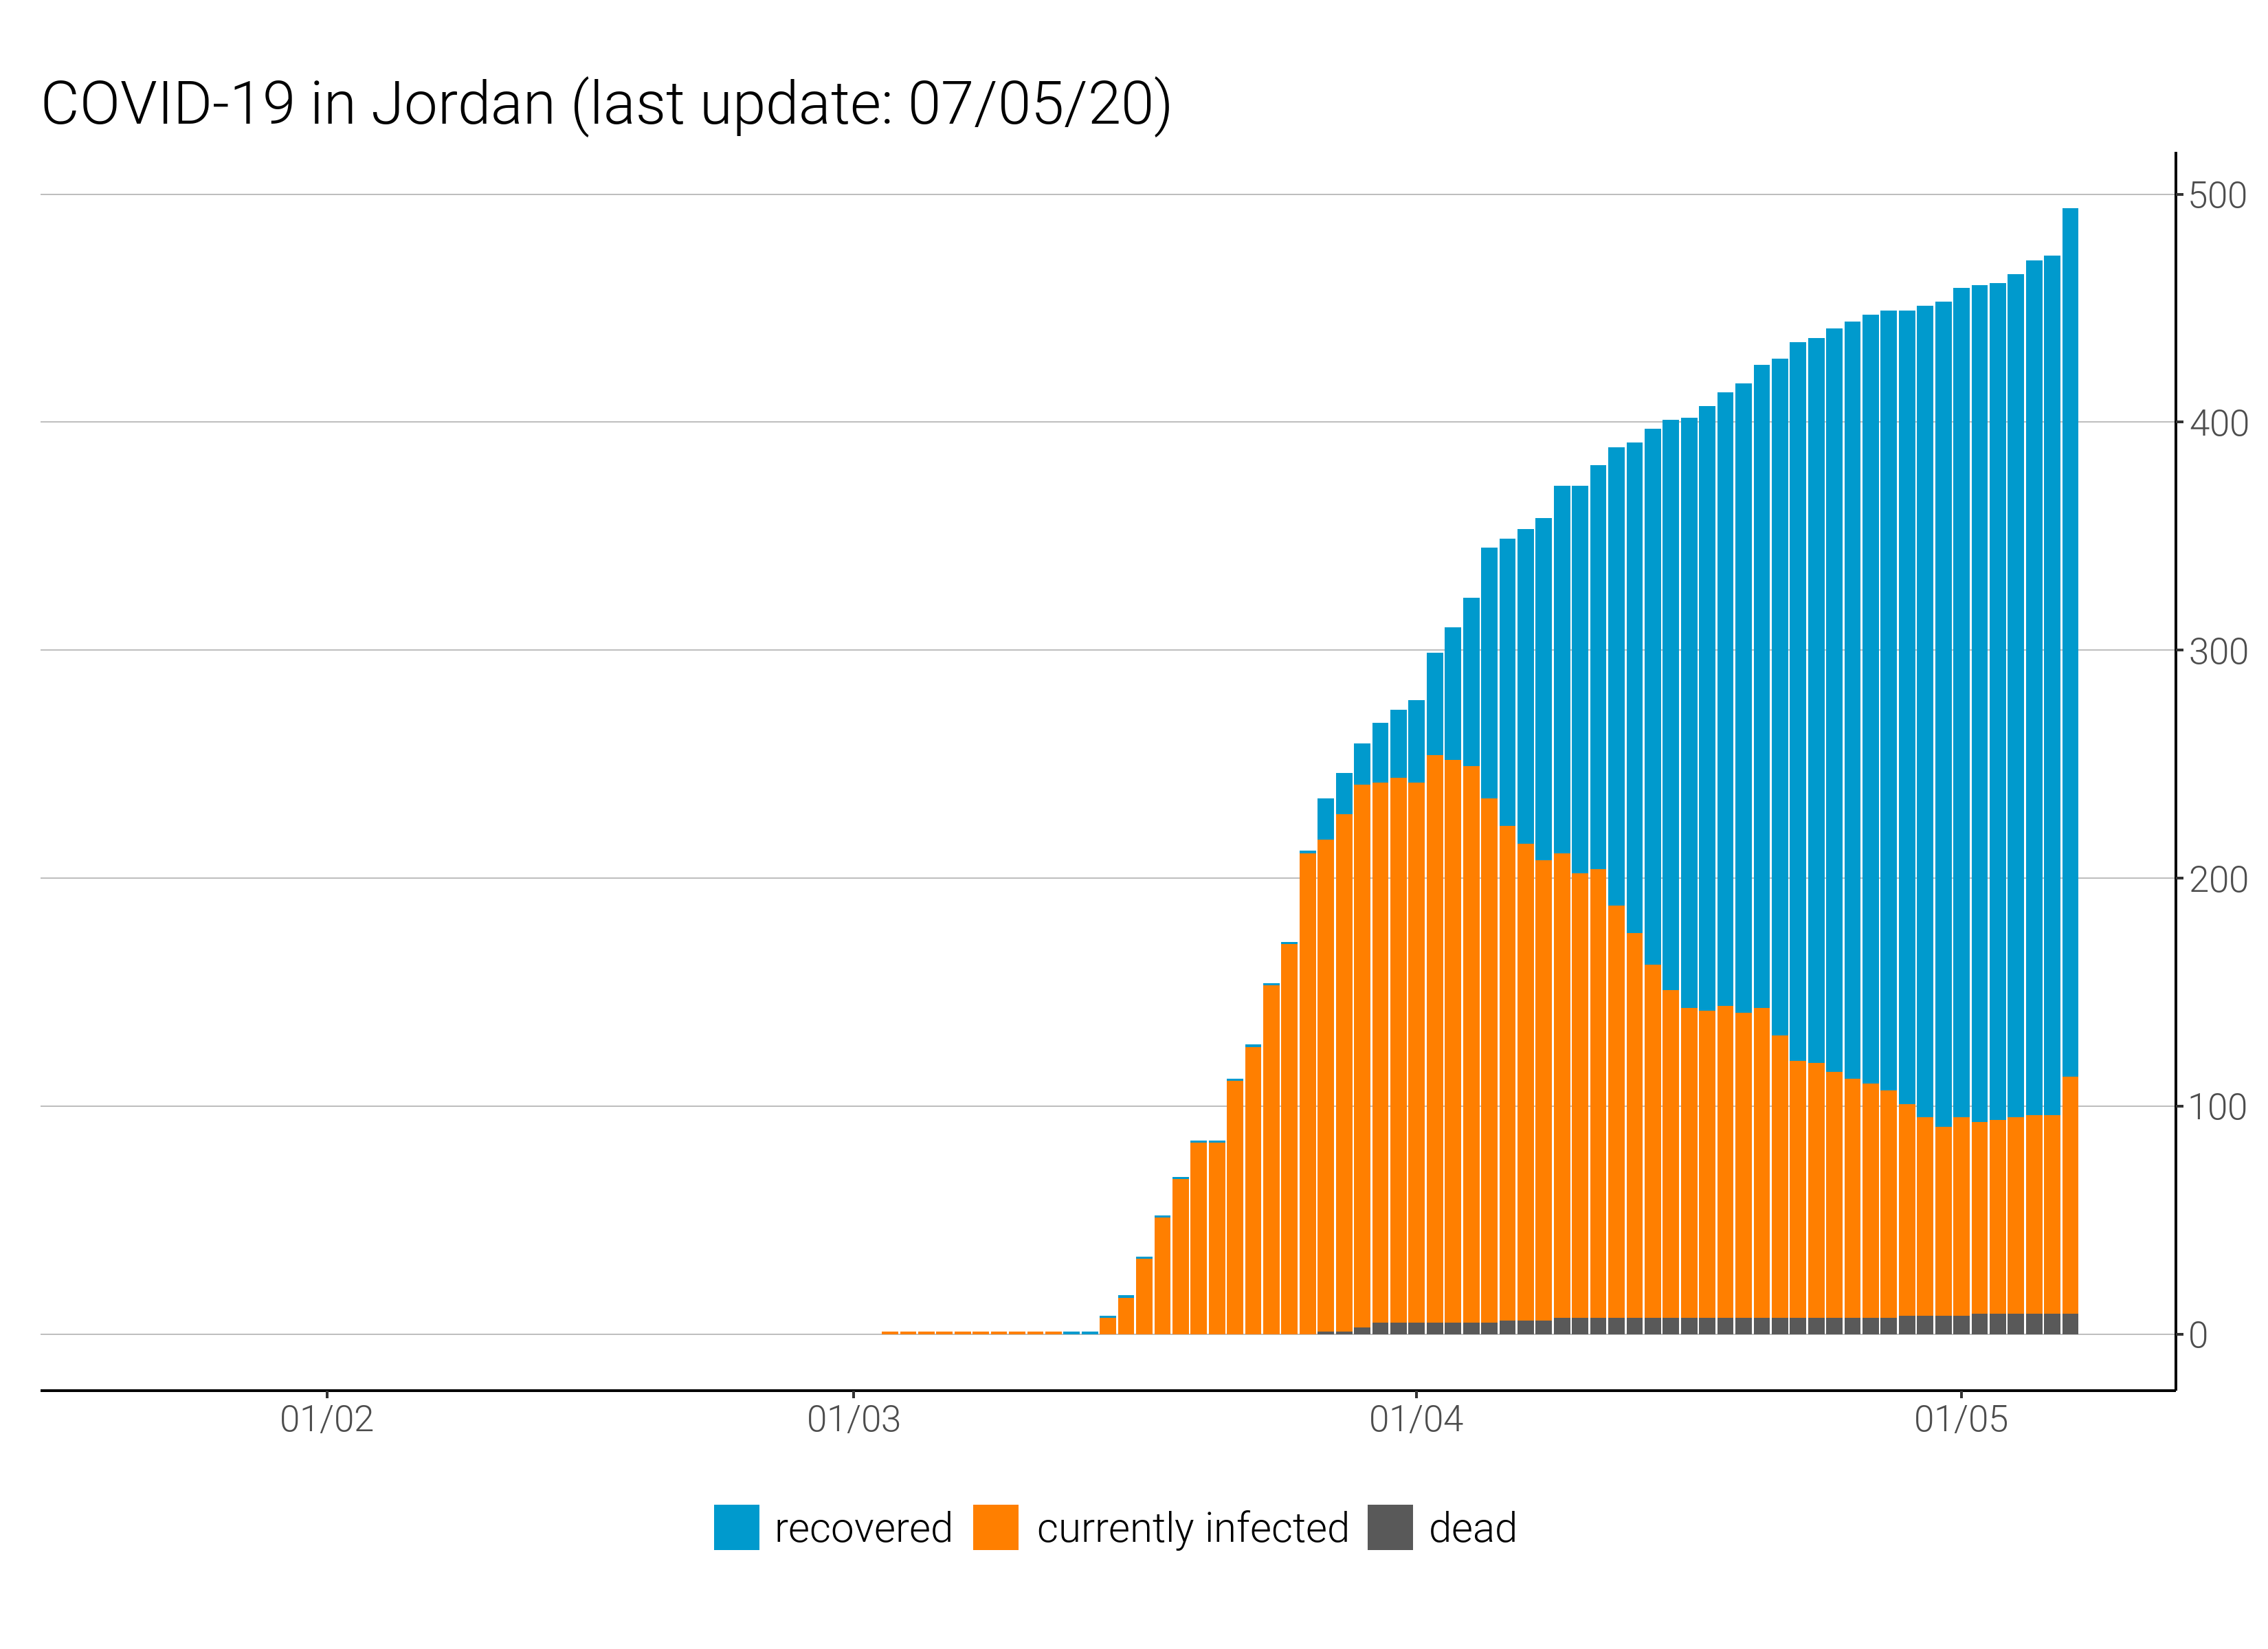 COVID-19 in Jordan (last update: 07/05/20)
500
400
300
200
100
0
01/02 01/03 01/04 01/05
recovered currently infected dead